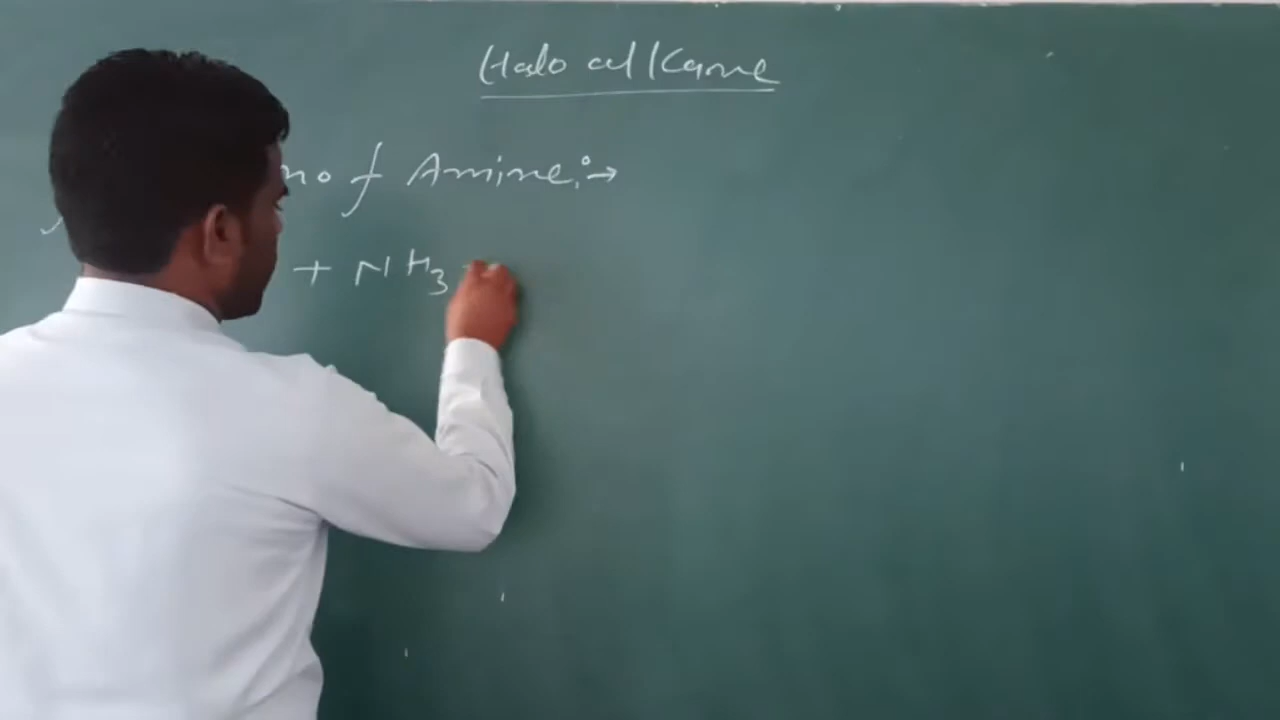 Halo alkane
no f Amine:→
+ NH3